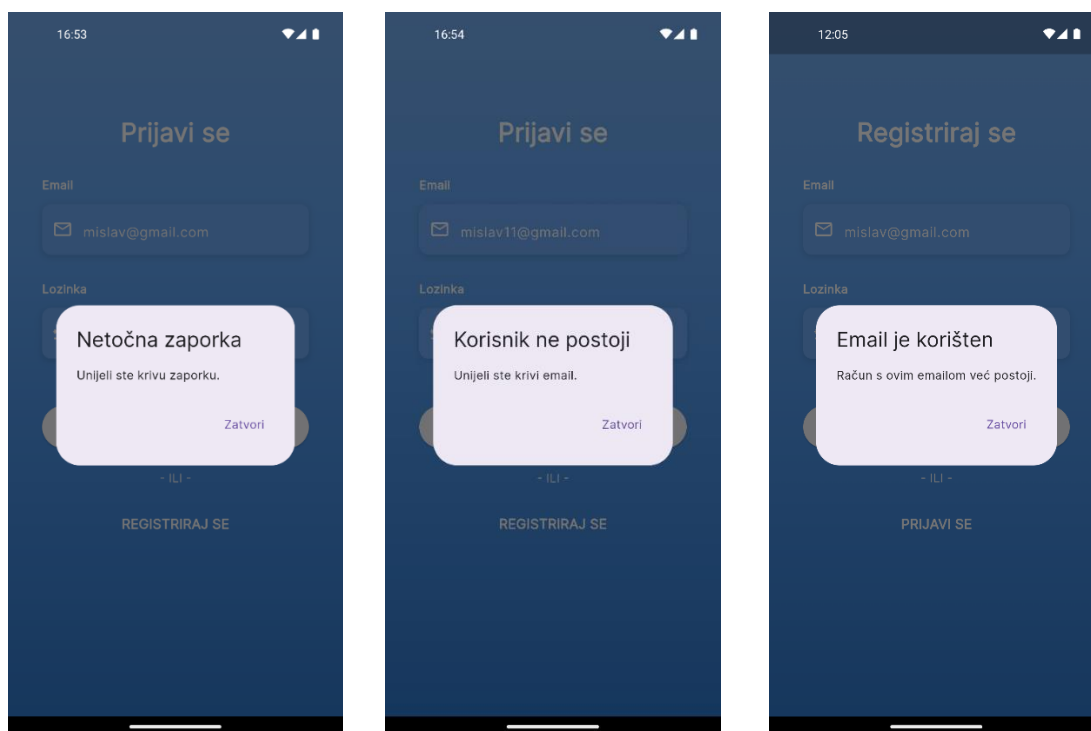 16:53
Prijavi se
Email
mislav@gmail.com
Lozinka
Netočna zaporka
Unijeli ste krivu zaporku.
Zatvori
- ILI -
REGISTRIRAJ SE
16:54
Prijavi se
Email
mislav11@gmail.com
Lozinka
Korisnik ne postoji
Unijeli ste krivi email.
Zatvori
- ILI -
REGISTRIRAJ SE
12:05
Registriraj se
Email
mislav@gmail.com
Lozinka
Email je korišten
Račun s ovim emailom već postoji.
Zatvori
- ILI -
PRIJAVI SE